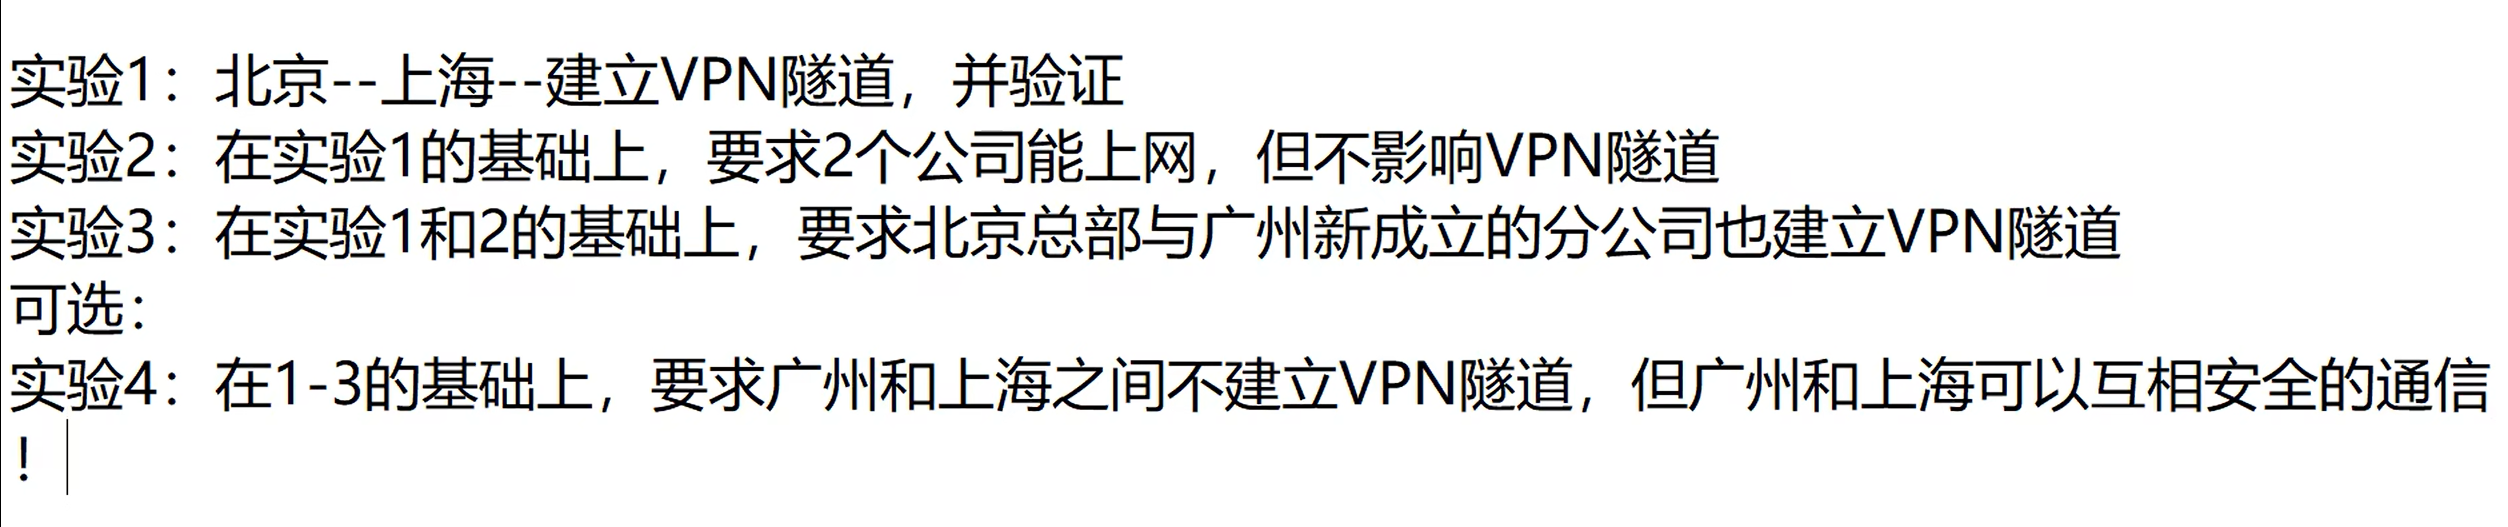 实验1：北京--上海--建立VPN隧道，并验证
实验2：在实验1的基础上，要求2个公司能上网，但不影响VPN隧道
实验3：在实验1和2的基础上，要求北京总部与广州新成立的分公司也建立VPN隧道
可选：
实验4：在1-3的基础上，要求广州和上海之间不建立VPN隧道，但广州和上海可以互相安全的通信
！